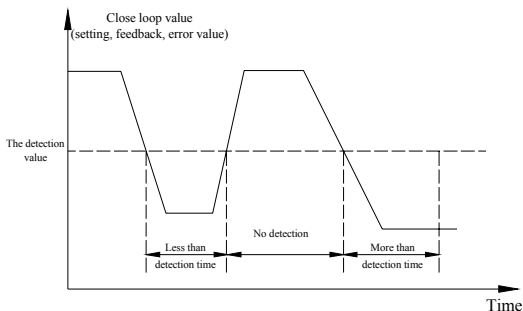 Close loop value
(setting, feedback, error value)
The detection
value
Less than
detection time
No detection
More than
detection time
Time